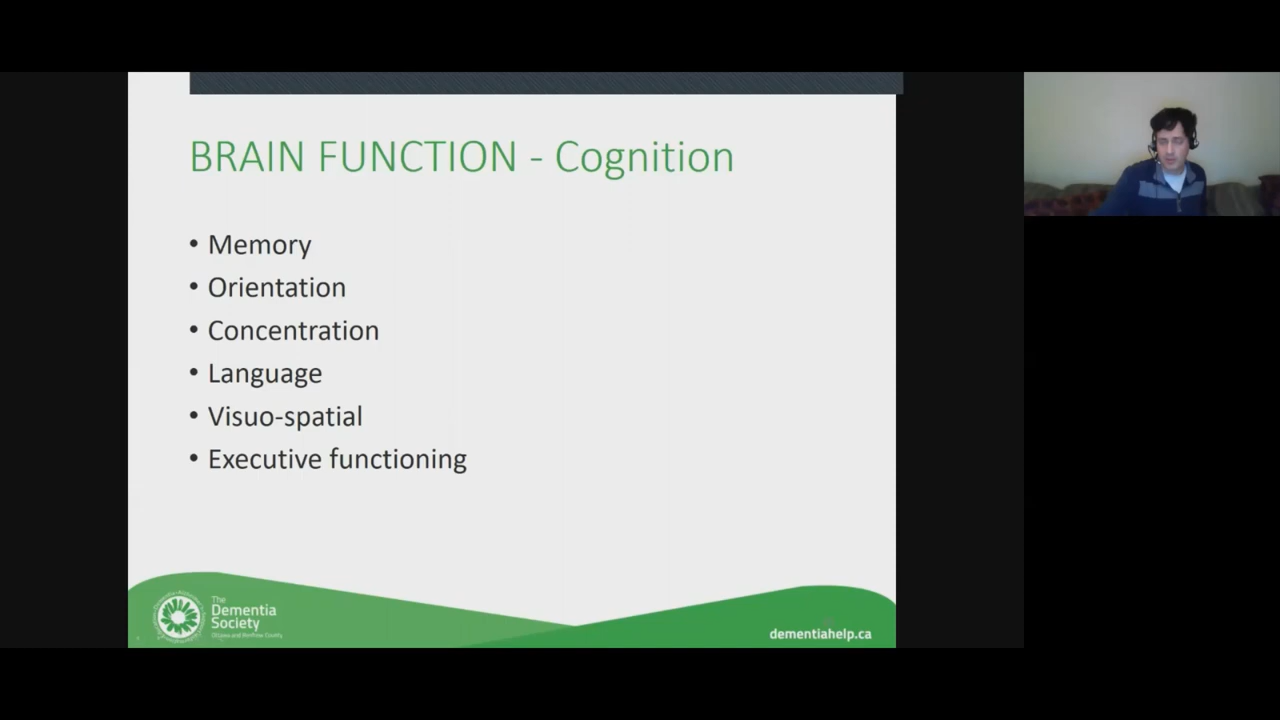 BRAIN FUNCTION - Cognition
• Memory
• Orientation
• Concentration
• Language
• Visuo-spatial
• Executive functioning
The
Dementia
Society
Ottawa and Renfrew County
dementiahelp.ca